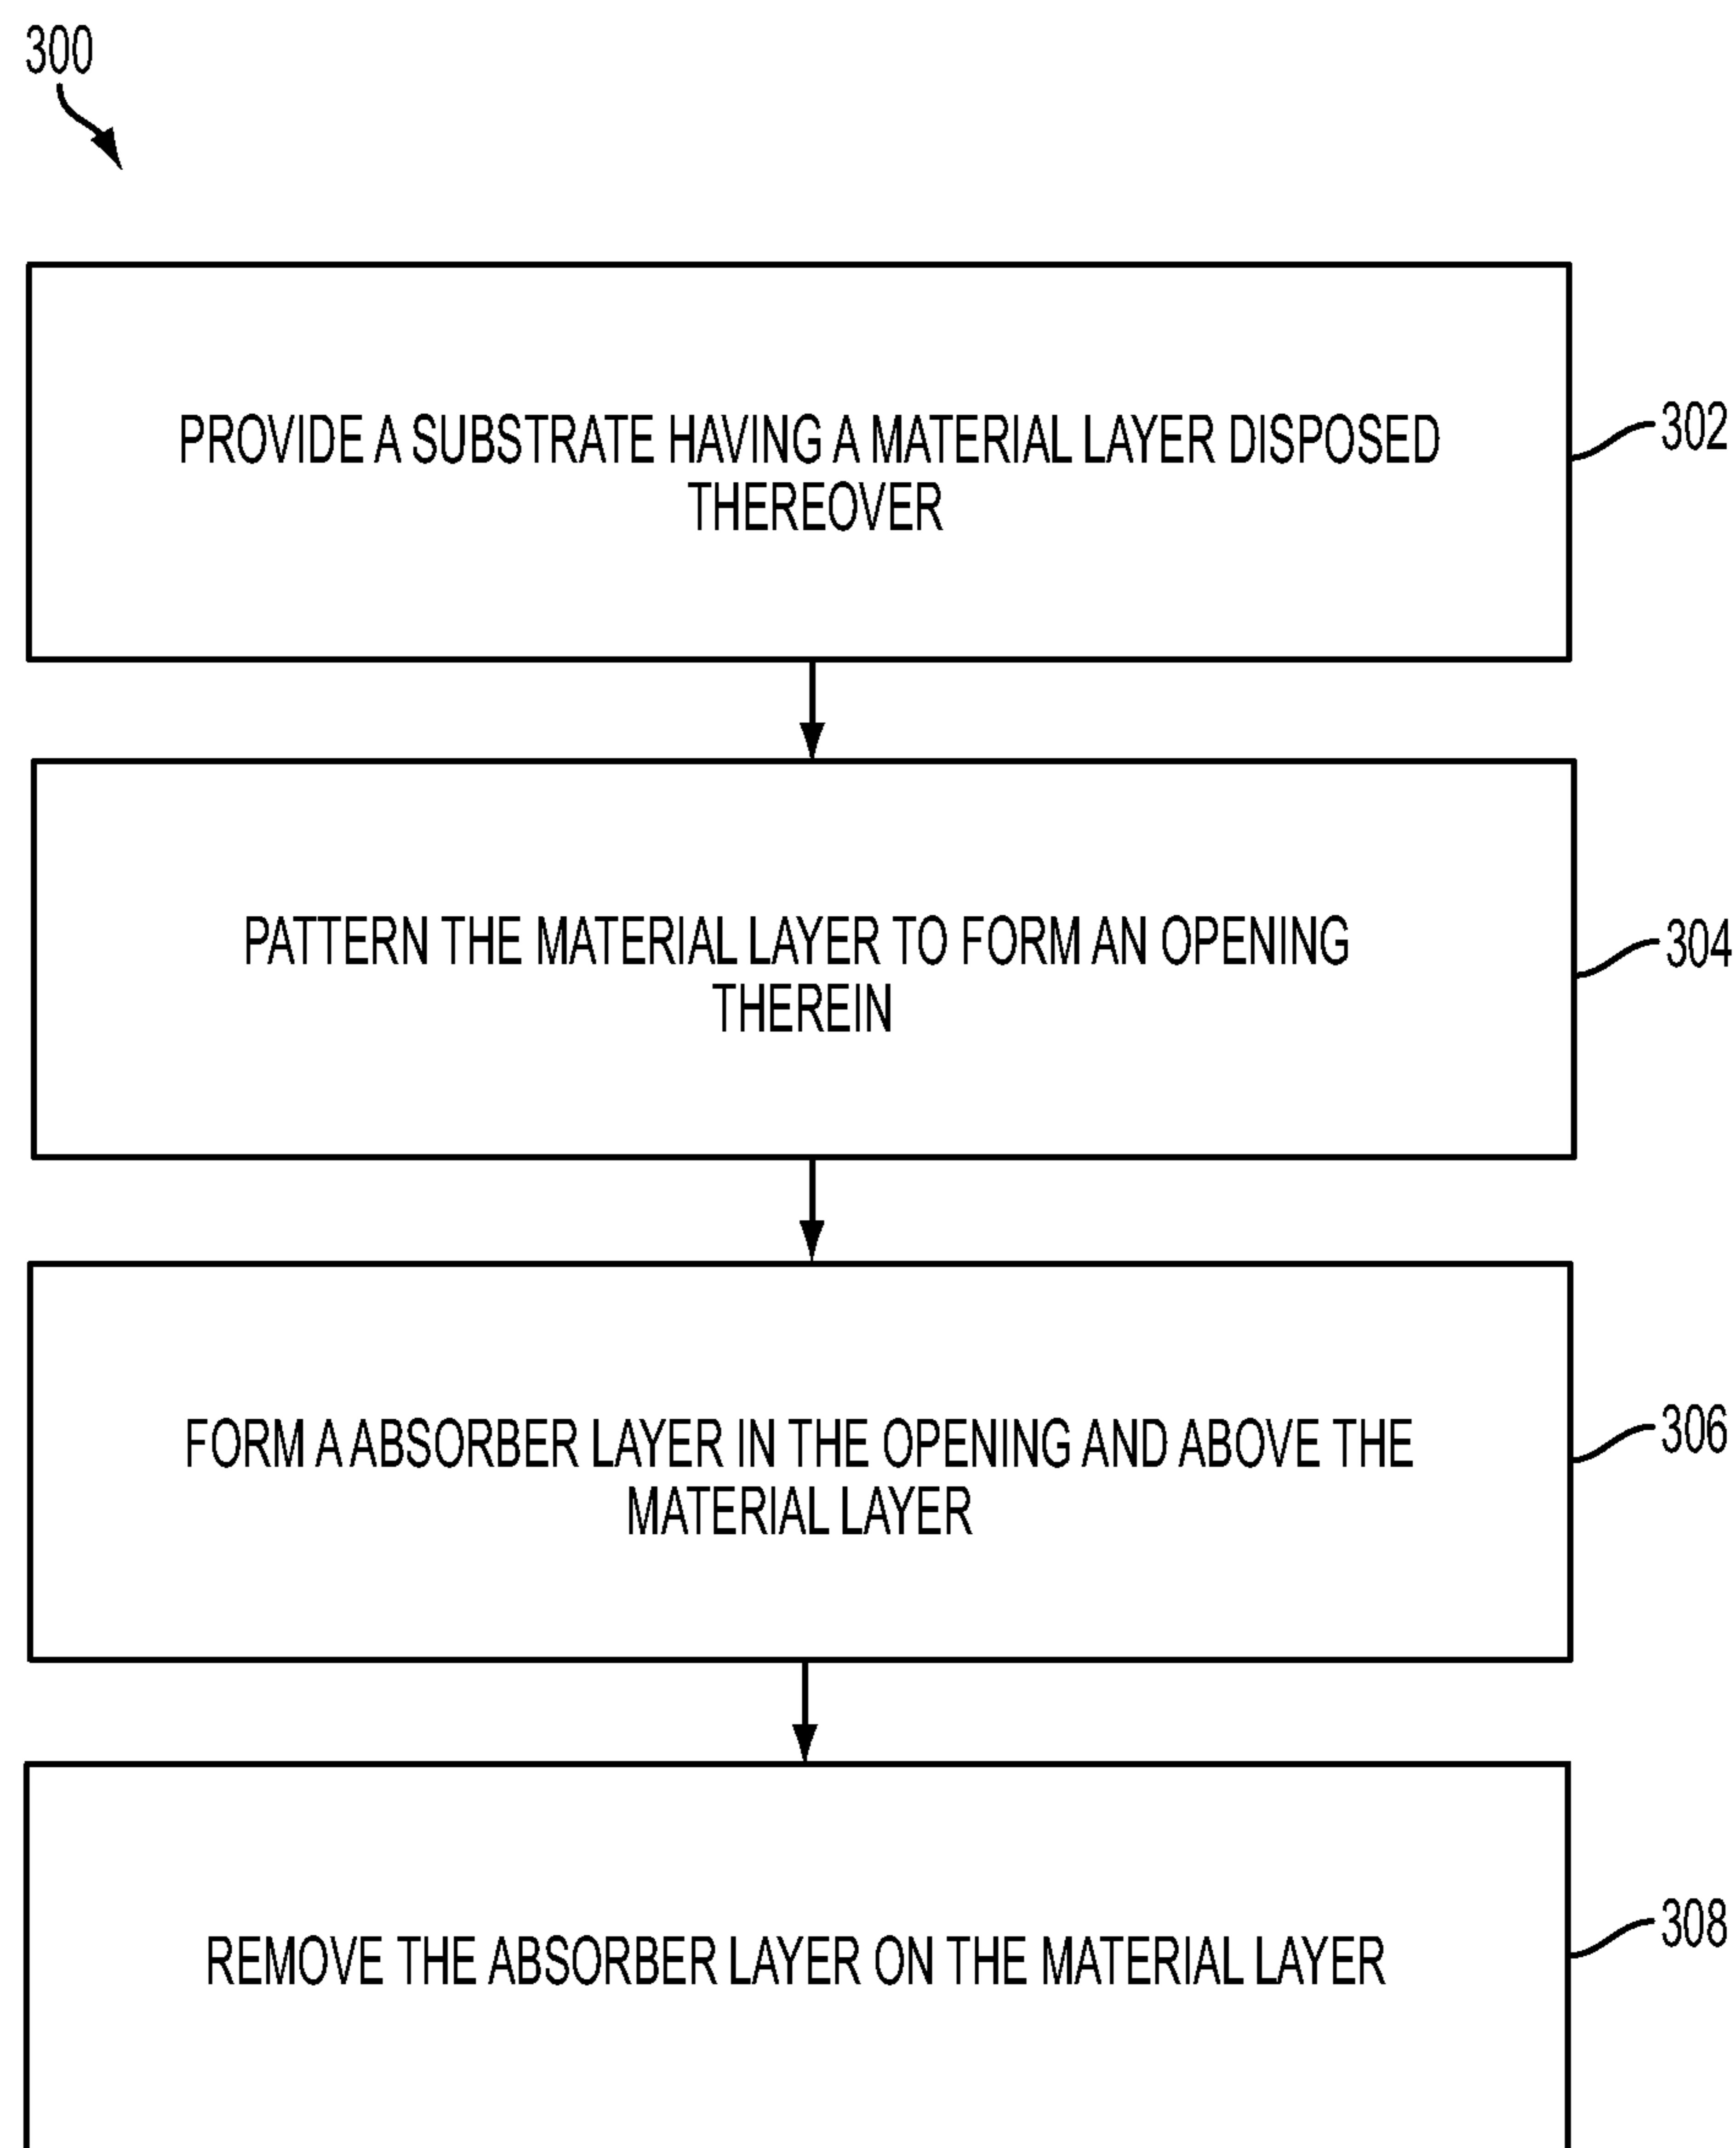 300
PROVIDE A SUBSTRATE HAVING A MATERIAL LAYER DISPOSED
THEREOVER
302
PATTERN THE MATERIAL LAYER TO FORM AN OPENING
THEREIN
304
FORM A ABSORBER LAYER IN THE OPENING AND ABOVE THE
MATERIAL LAYER
306
REMOVE THE ABSORBER LAYER ON THE MATERIAL LAYER
308